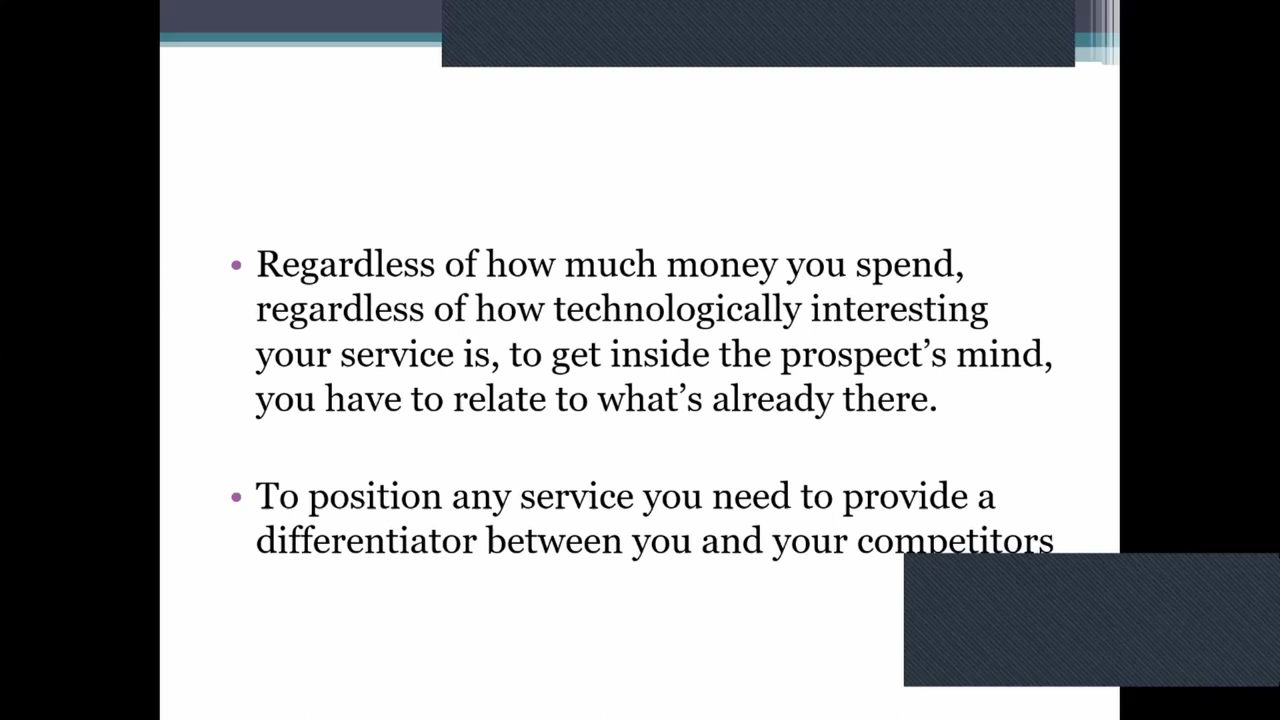 • Regardless of how much money you spend,
regardless of how technologically interesting
your service is, to get inside the prospect’s mind,
you have to relate to what’s already there.
• To position any service you need to provide a
differentiator between you and your competitors